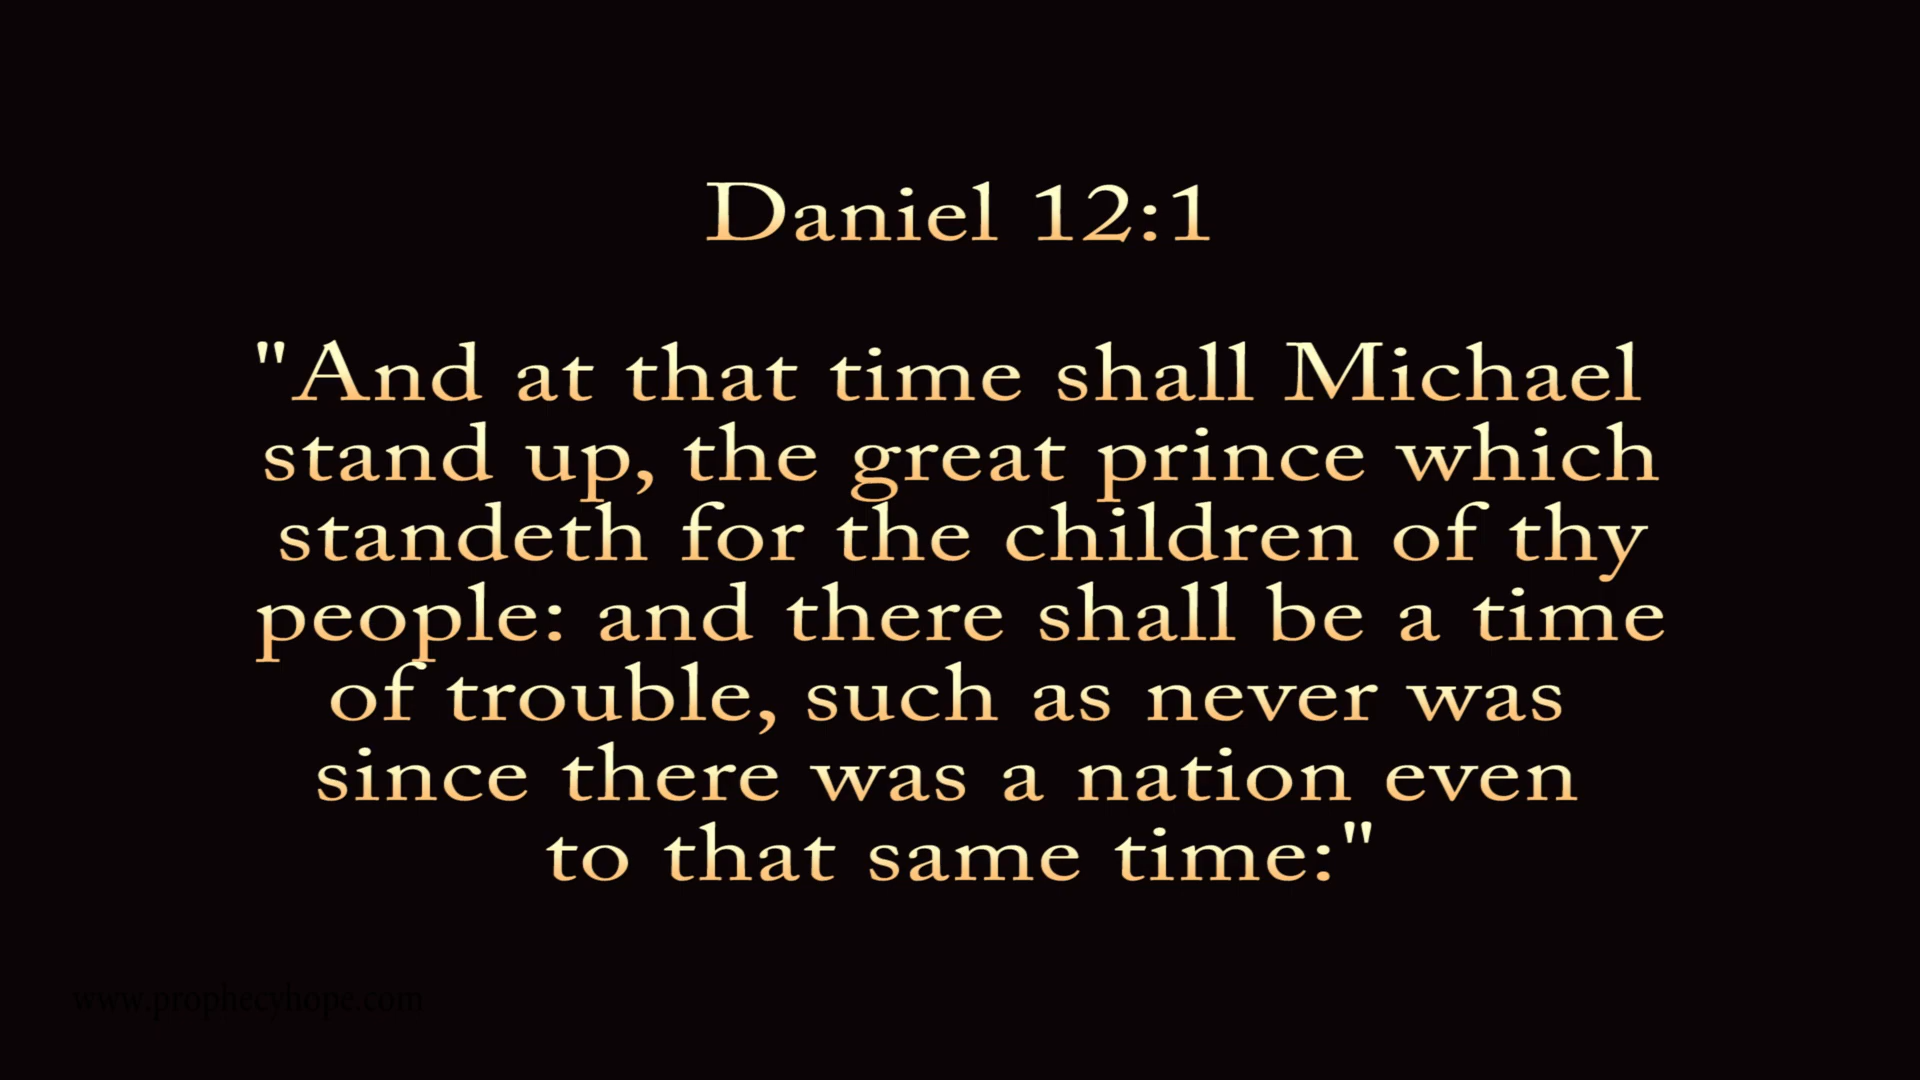 Daniel 12:1
"And at that time shall Michael
stand up, the great prince which
standeth for the children of thy
people: and there shall be a time
of trouble, such as never was
since there was a nation even
to that same time:"
www.prophecyhope.com